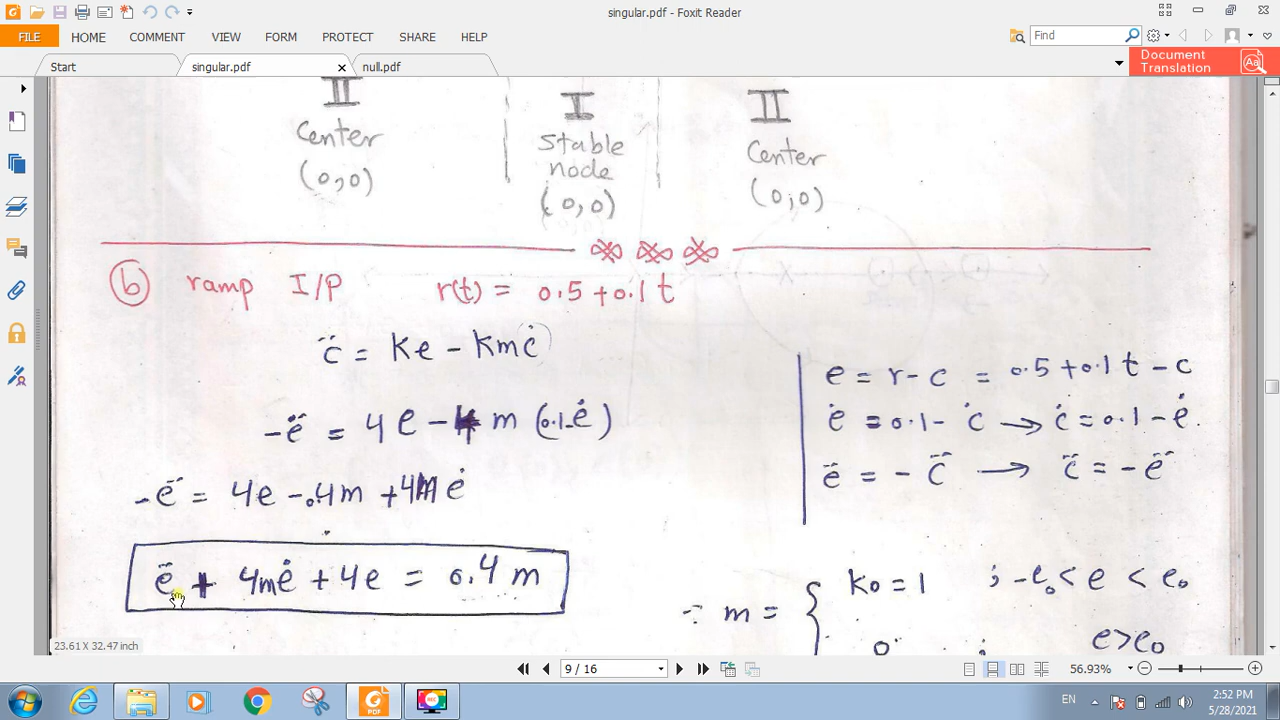 singular.pdf - Foxit Reader
FILE HOME COMMENT VIEW FORM PROTECT SHARE HELP
Find
Start singular.pdf null.pdf
Document Translation
II I II
Center Stable node Center
(0,0) (0,0) (0,0)
(b) ramp I/P r(t) = 0.5+0.1 t
c̈ = Ke - Kmċ
e = r - c = 0.5+0.1 t - c
-ë = 4e - 4 m (0.1-ė)
ė = 0.1 - ċ → ċ = 0.1 - ė.
ë = - c̈ → c̈ = - ë
-ë = 4e - .4m + 4mė
ë + 4mė + 4e = 0.4 m
∵ m = { K0 = 1 ; -e0 < e < e0
0 ; e>e0
23.61 X 32.47 inch
9 / 16
56.93%
EN
2:52 PM
5/28/2021